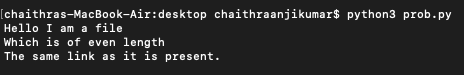 [chaithras-MacBook-Air:desktop chaithraanjikumar$ python3 prob.py
Hello I am a file
Which is of even length
The same link as it is present.